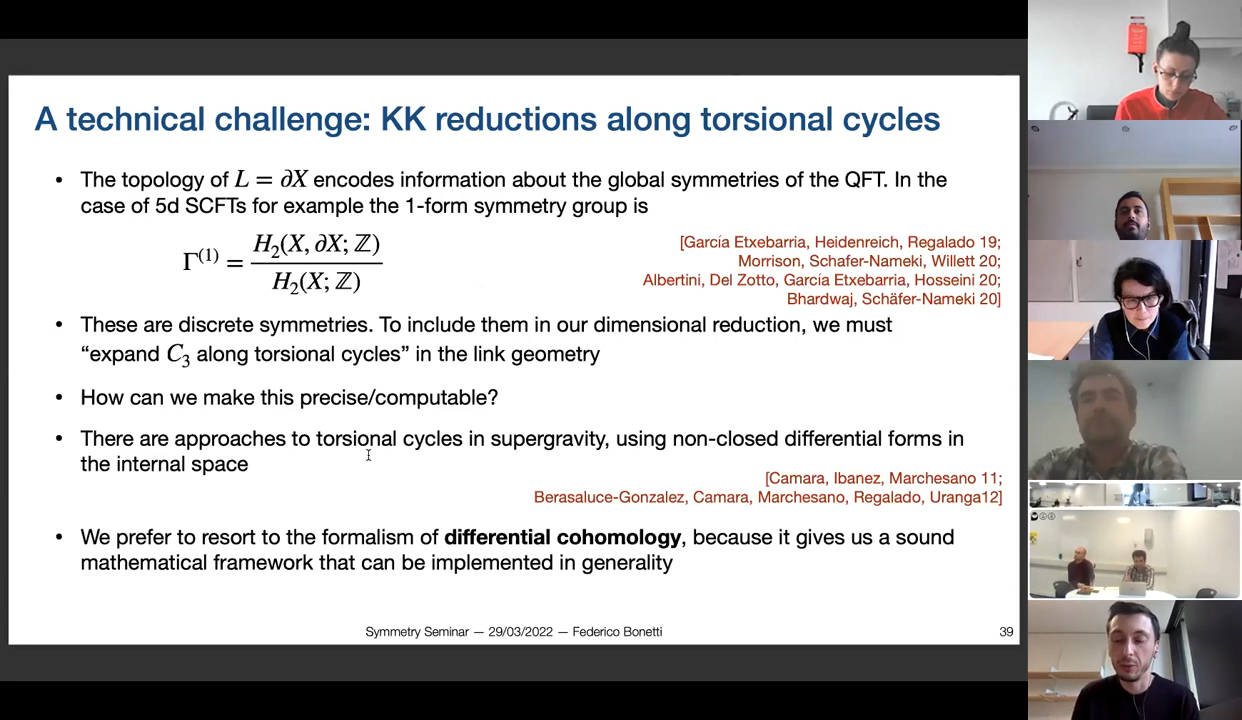 A technical challenge: KK reductions along torsional cycles
• The topology of L = ∂X encodes information about the global symmetries of the QFT. In the
case of 5d SCFTs for example the 1-form symmetry group is
Γ⁽¹⁾ = H₂(X, ∂X; ℤ) / H₂(X; ℤ)
[García Etxebarria, Heidenreich, Regalado 19;
Morrison, Schafer-Nameki, Willett 20;
Albertini, Del Zotto, García Etxebarria, Hosseini 20;
Bhardwaj, Schäfer-Nameki 20]
• These are discrete symmetries. To include them in our dimensional reduction, we must
“expand C₃ along torsional cycles” in the link geometry
• How can we make this precise/computable?
• There are approaches to torsional cycles in supergravity, using non-closed differential forms in
the internal space
[Camara, Ibanez, Marchesano 11;
Berasaluce-Gonzalez, Camara, Marchesano, Regalado, Uranga12]
• We prefer to resort to the formalism of differential cohomology, because it gives us a sound
mathematical framework that can be implemented in generality
Symmetry Seminar — 29/03/2022 — Federico Bonetti
39